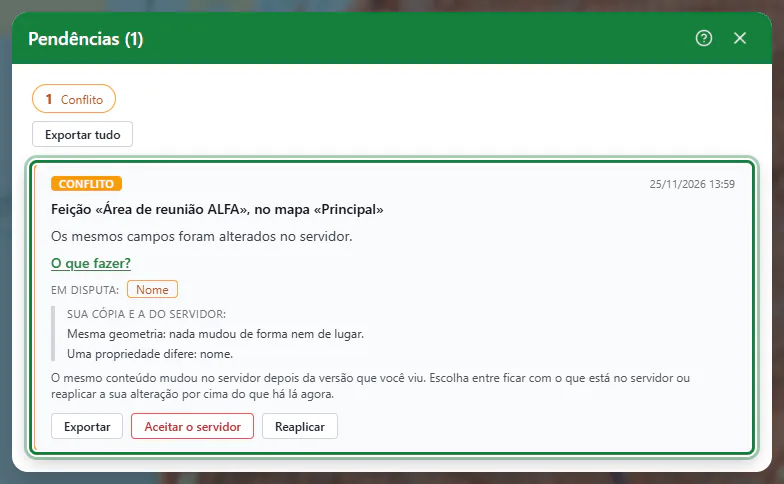 Pendências (1)
1 Conflito
Exportar tudo
CONFLITO
25/11/2026 13:59
Feição «Área de reunião ALFA», no mapa «Principal»
Os mesmos campos foram alterados no servidor.
O que fazer?
EM DISPUTA: Nome
SUA CÓPIA E A DO SERVIDOR:
Mesma geometria: nada mudou de forma nem de lugar.
Uma propriedade difere: nome.
O mesmo conteúdo mudou no servidor depois da versão que você viu. Escolha entre ficar com o que está no servidor ou
reaplicar a sua alteração por cima do que há lá agora.
Exportar Aceitar o servidor Reaplicar